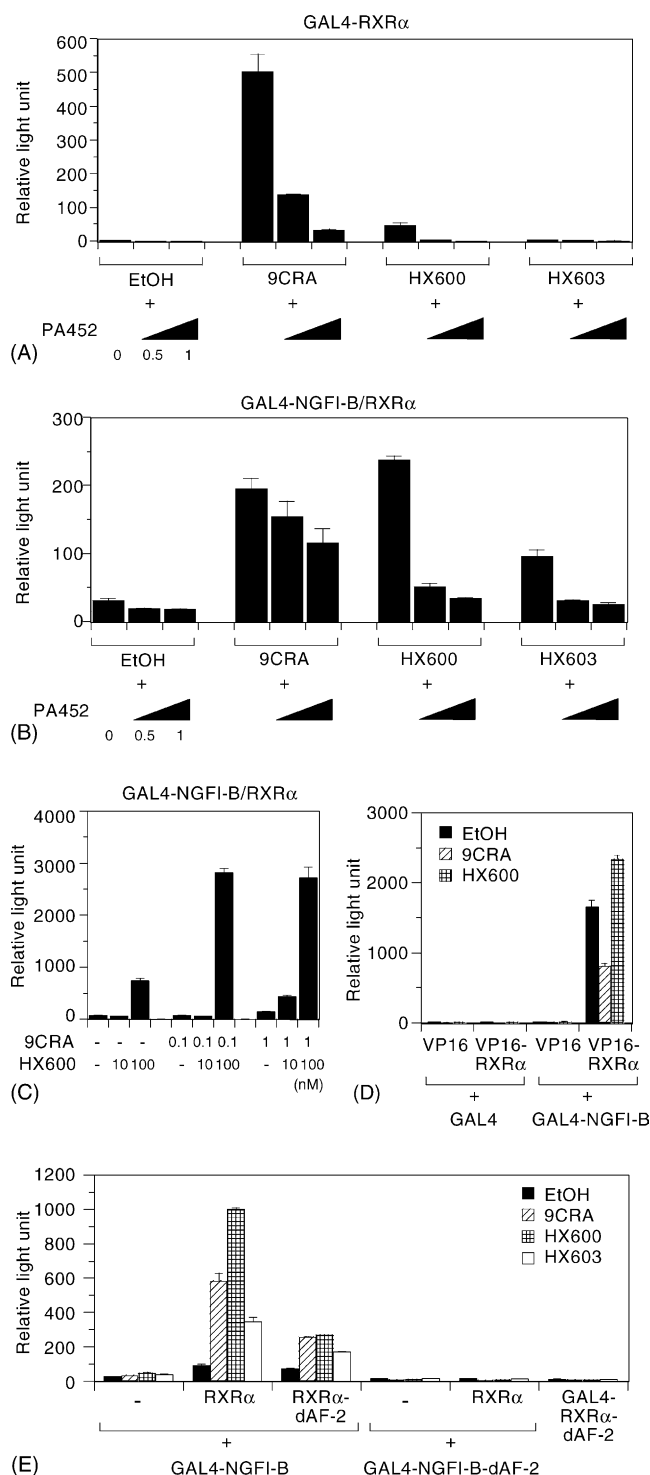 GAL4-RXRα
Relative light unit
600
500
400
300
200
100
0
EtOH 9CRA HX600 HX603
+ + + +
PA452
0 0.5 1
(A)
GAL4-NGFI-B/RXRα
Relative light unit
300
200
100
0
EtOH 9CRA HX600 HX603
+ + + +
PA452
0 0.5 1
(B)
GAL4-NGFI-B/RXRα
Relative light unit
4000
3000
2000
1000
0
9CRA - - - 0.1 0.1 0.1 1 1 1
HX600 - 10 100 - 10 100 - 10 100
(nM)
(C)
Relative light unit
3000
2000
1000
0
EtOH
9CRA
HX600
VP16 VP16-RXRα VP16 VP16-RXRα
+ +
GAL4 GAL4-NGFI-B
(D)
Relative light unit
1200
1000
800
600
400
200
0
EtOH
9CRA
HX600
HX603
- RXRα RXRα-dAF-2 - RXRα GAL4-RXRα-dAF-2
+ +
GAL4-NGFI-B GAL4-NGFI-B-dAF-2
(E)